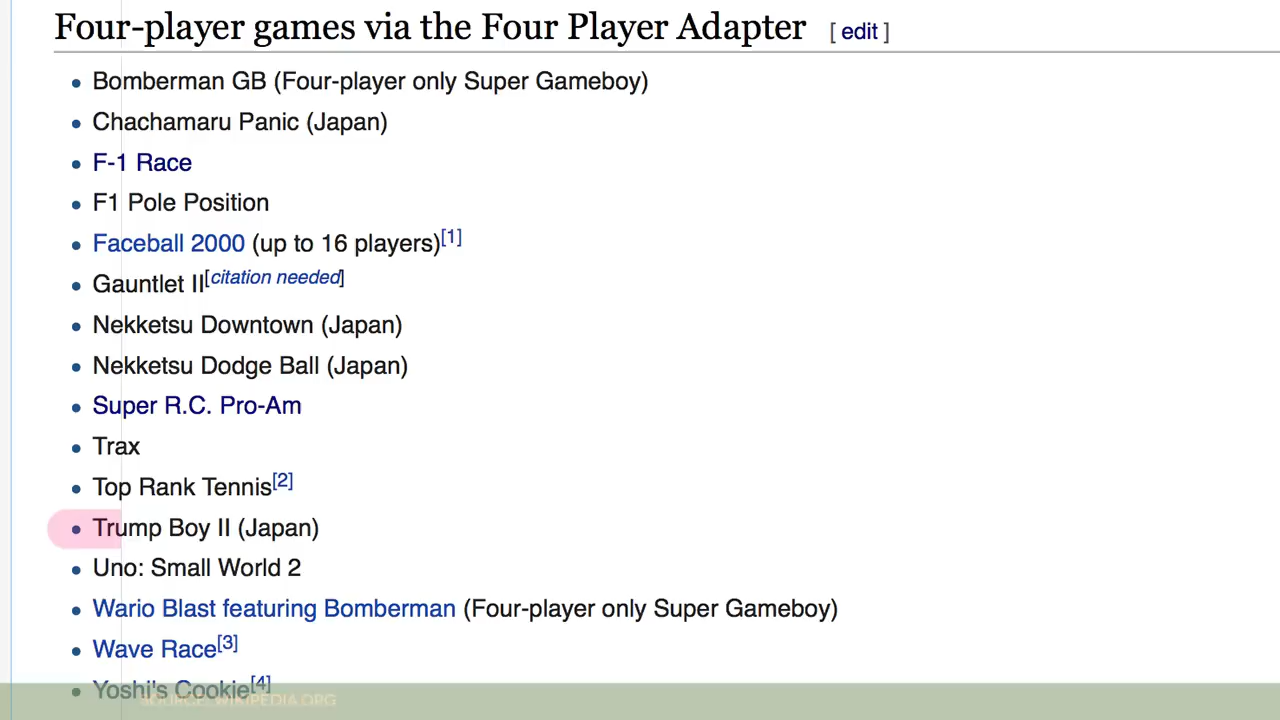 Four-player games via the Four Player Adapter [ edit ]
Bomberman GB (Four-player only Super Gameboy)
Chachamaru Panic (Japan)
F-1 Race
F1 Pole Position
Faceball 2000 (up to 16 players)[1]
Gauntlet II[citation needed]
Nekketsu Downtown (Japan)
Nekketsu Dodge Ball (Japan)
Super R.C. Pro-Am
Trax
Top Rank Tennis[2]
Trump Boy II (Japan)
Uno: Small World 2
Wario Blast featuring Bomberman (Four-player only Super Gameboy)
Wave Race[3]
Yoshi's Cookie[4]
SOURCE: WIKIPEDIA.ORG